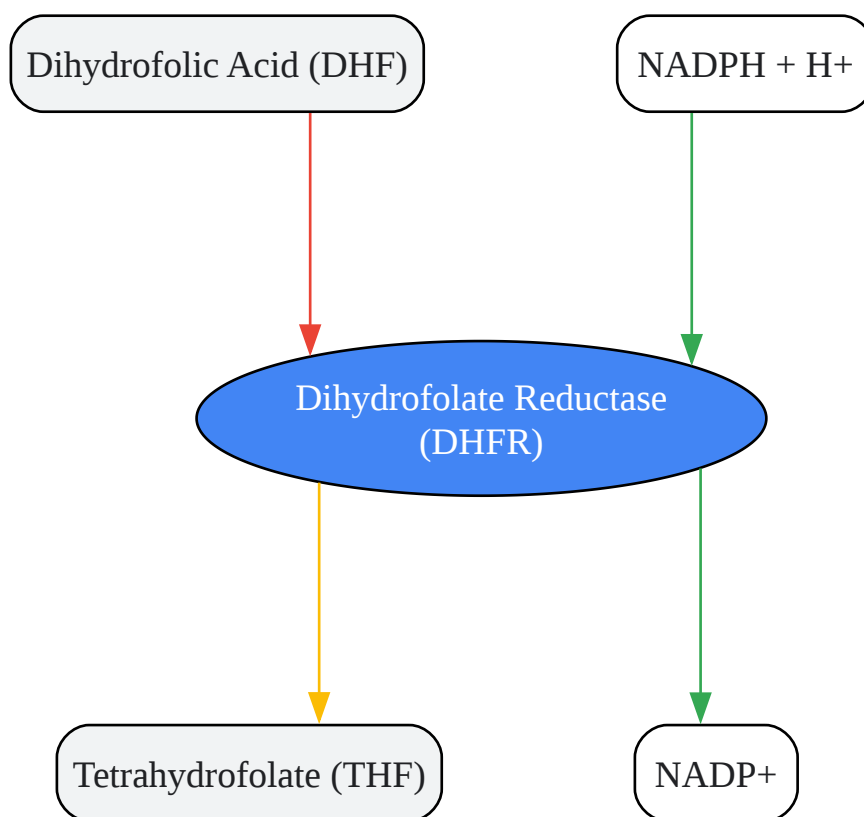 Dihydrofolic Acid (DHF)
NADPH + H+
Dihydrofolate Reductase
(DHFR)
Tetrahydrofolate (THF)
NADP+